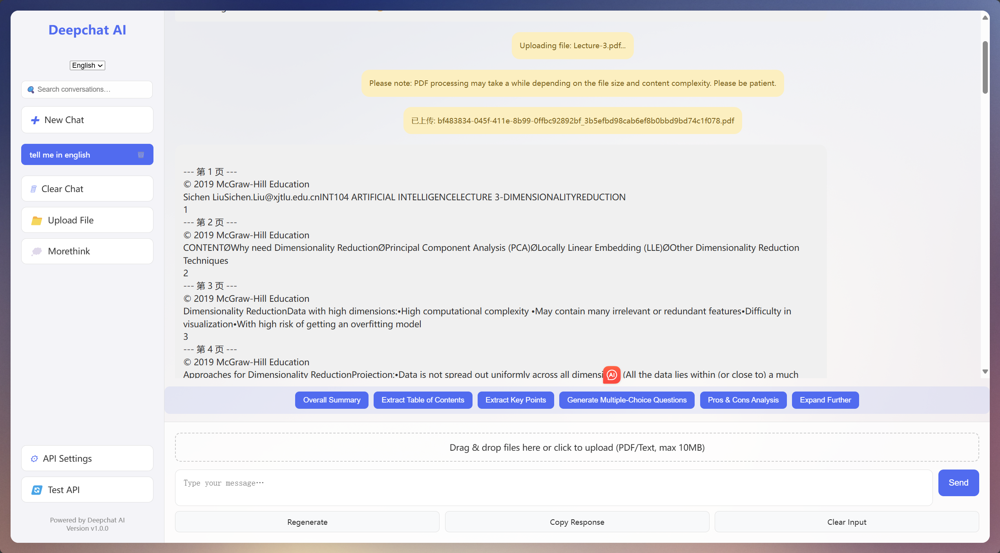 Deepchat AI
English
Search conversations…
New Chat
tell me in english
Clear Chat
Upload File
Morethink
API Settings
Test API
Powered by Deepchat AI
Version v1.0.0
Uploading file: Lecture-3.pdf...
Please note: PDF processing may take a while depending on the file size and content complexity. Please be patient.
已上传: bf483834-045f-411e-8b99-0ffbc92892bf_3b5efbd98cab6ef8b0bbd9bd74c1f078.pdf
--- 第 1 页 ---
© 2019 McGraw-Hill Education
Sichen LiuSichen.Liu@xjtlu.edu.cnINT104 ARTIFICIAL INTELLIGENCELECTURE 3-DIMENSIONALITYREDUCTION
1
--- 第 2 页 ---
© 2019 McGraw-Hill Education
CONTENTØWhy need Dimensionality ReductionØPrincipal Component Analysis (PCA)ØLocally Linear Embedding (LLE)ØOther Dimensionality Reduction
Techniques
2
--- 第 3 页 ---
© 2019 McGraw-Hill Education
Dimensionality ReductionData with high dimensions:•High computational complexity •May contain many irrelevant or redundant features•Difficulty in
visualization•With high risk of getting an overfitting model
3
--- 第 4 页 ---
© 2019 McGraw-Hill Education
Approaches for Dimensionality ReductionProjection:•Data is not spread out uniformly across all dimensi AI (All the data lies within (or close to) a much
Overall Summary
Extract Table of Contents
Extract Key Points
Generate Multiple-Choice Questions
Pros & Cons Analysis
Expand Further
Drag & drop files here or click to upload (PDF/Text, max 10MB)
Type your message…
Send
Regenerate
Copy Response
Clear Input